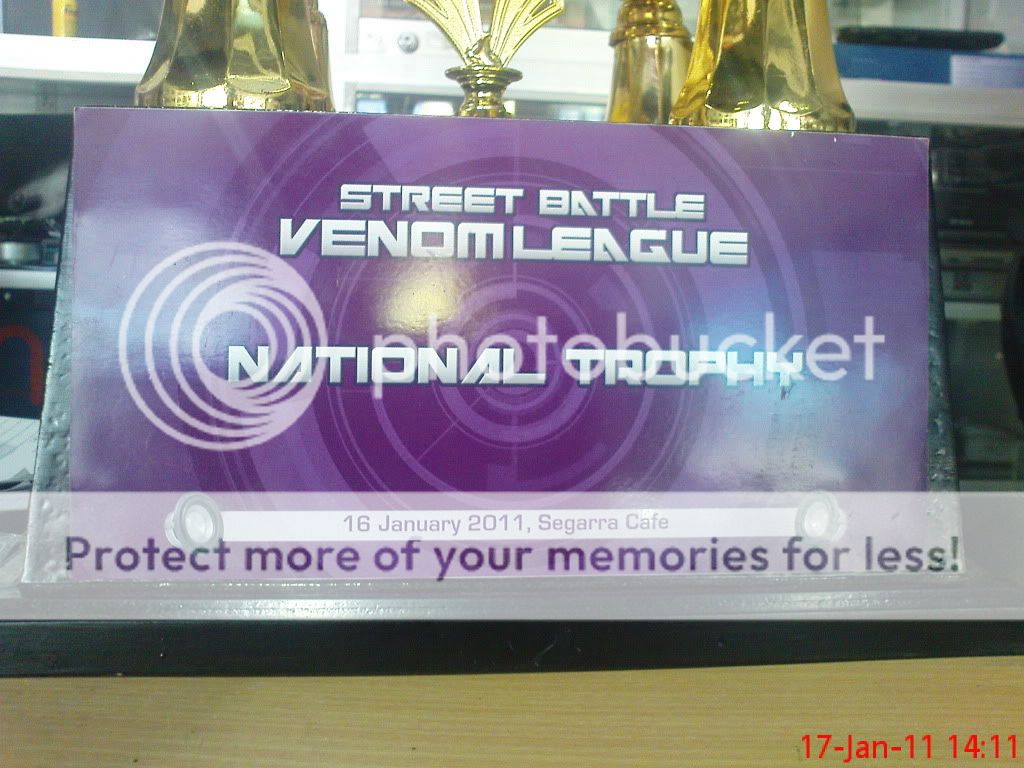 STREET BATTLE
VENOM LEAGUE
NATIONAL TROPHY
photobucket
16 January 2011, Segarra Cafe
Protect more of your memories for less!
17-Jan-11 14:11